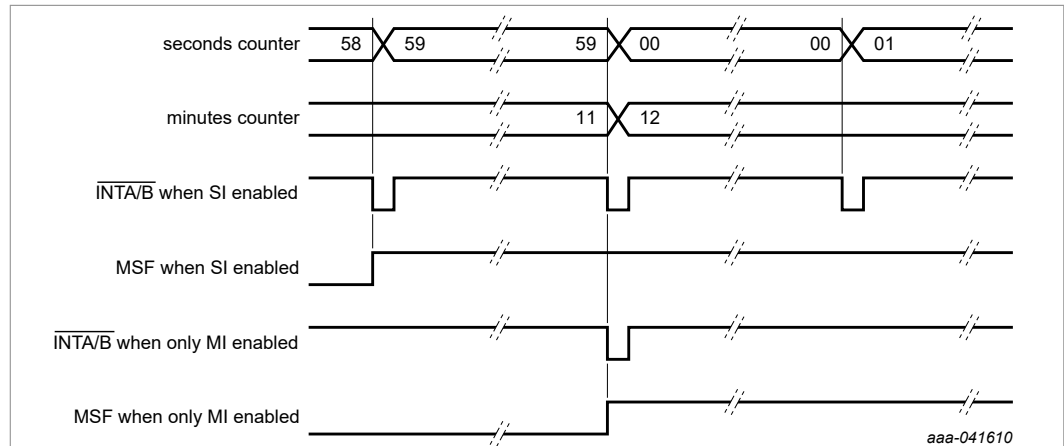 seconds counter 58 59 59 00 00 01
minutes counter 11 12
INTA/B when SI enabled
MSF when SI enabled
INTA/B when only MI enabled
MSF when only MI enabled
aaa-041610